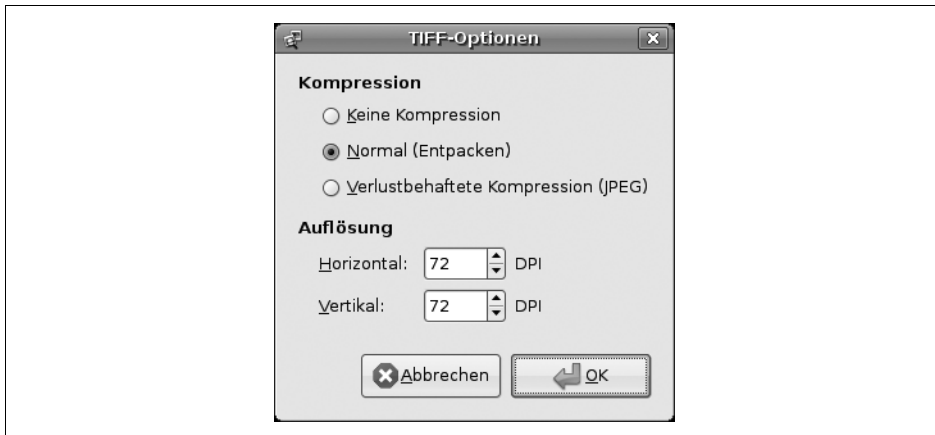 TIFF-Optionen
Kompression
Keine Kompression
Normal (Entpacken)
Verlustbehaftete Kompression (JPEG)
Auflösung
Horizontal: 72 DPI
Vertikal: 72 DPI
Abbrechen OK